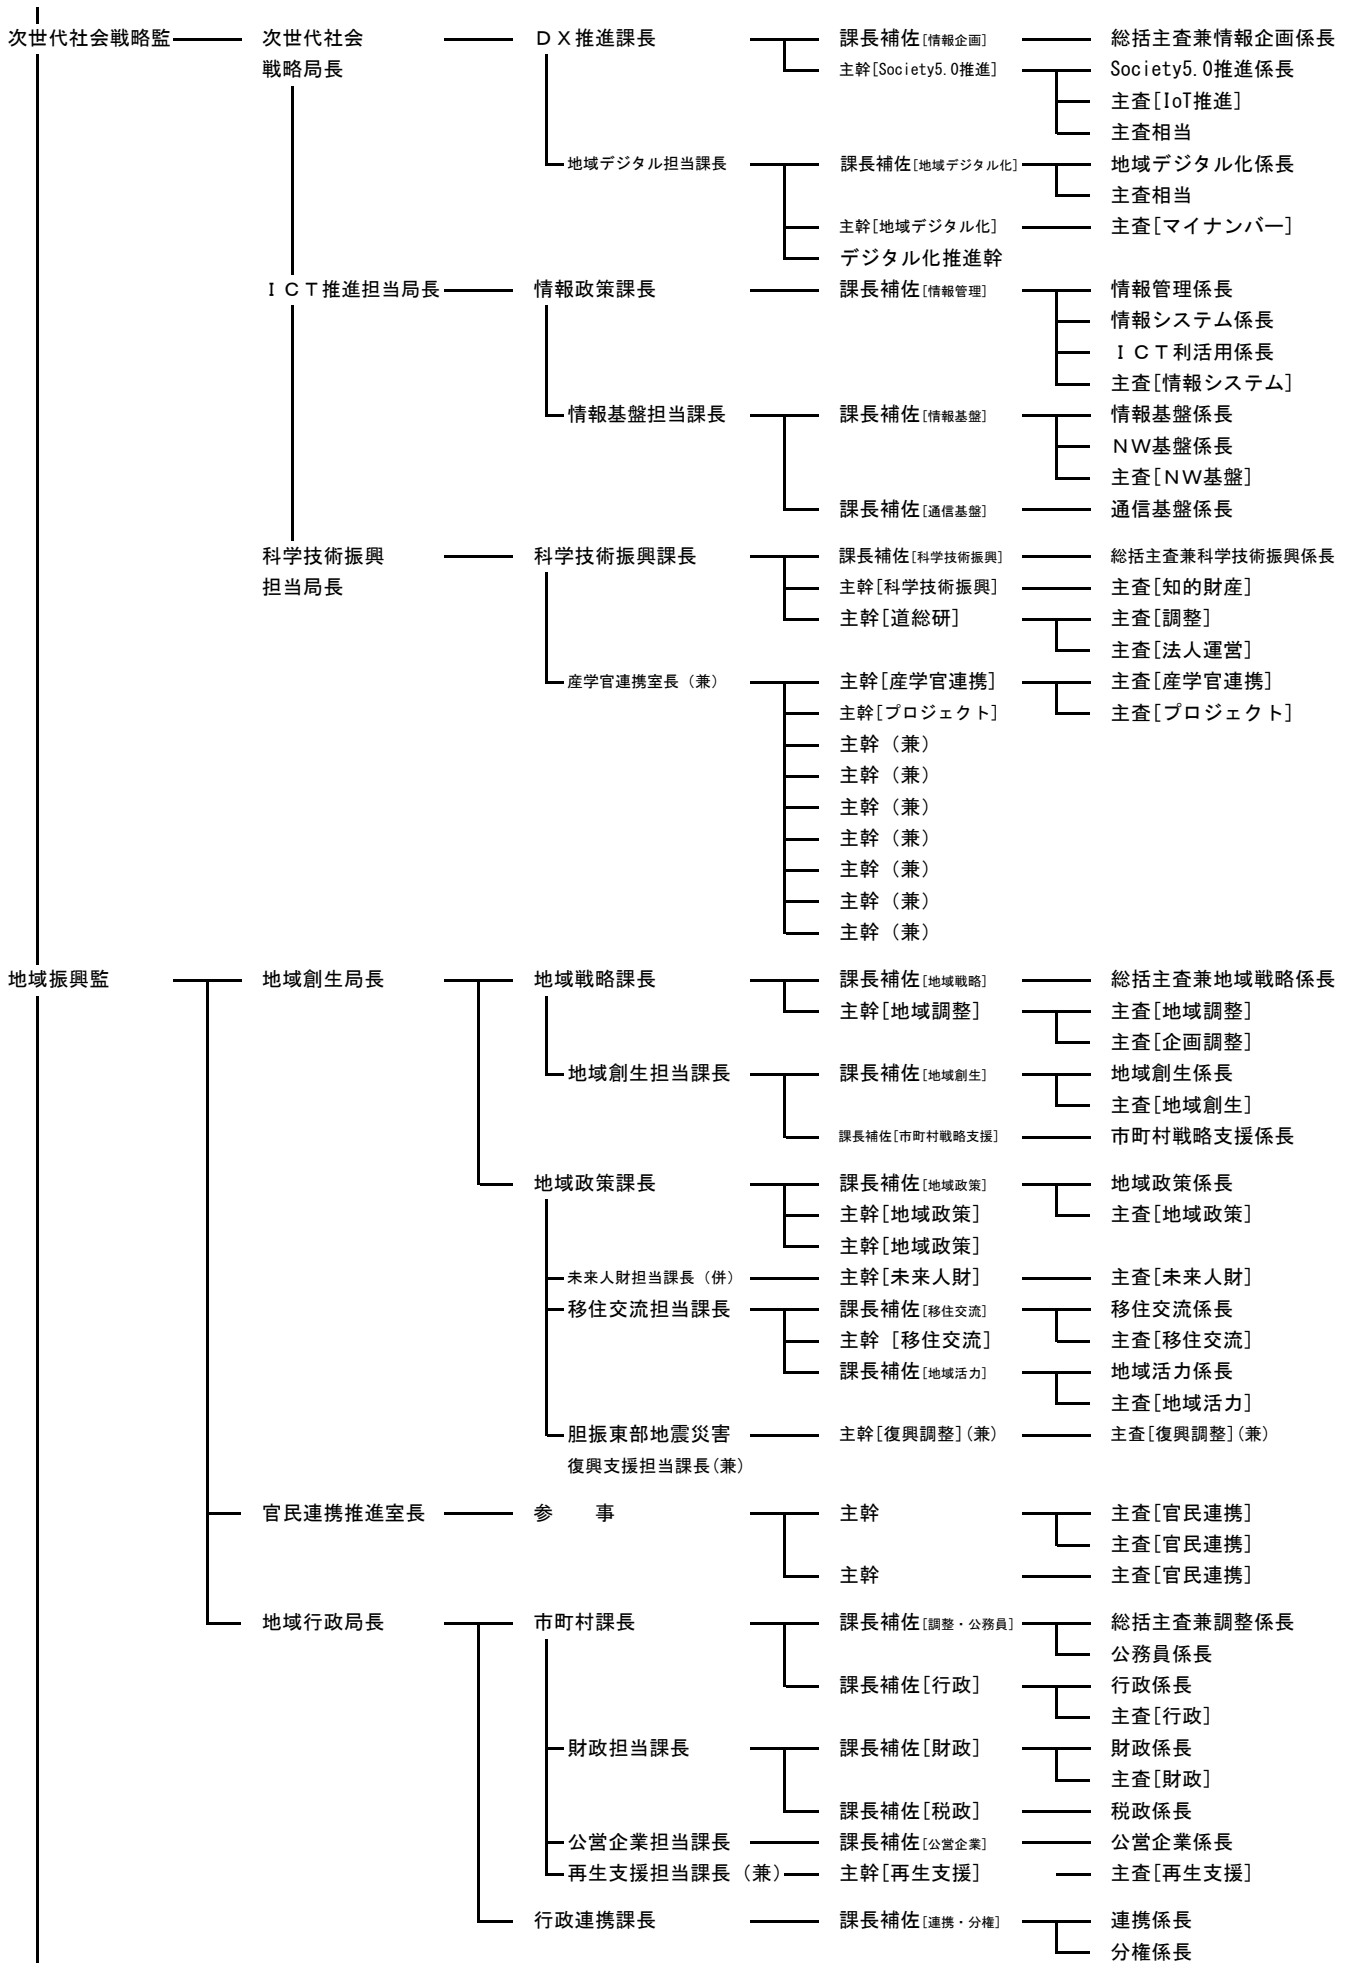 次世代社会戦略監 次世代社会 ＤＸ推進課長 課長補佐[情報企画] 総括主査兼情報企画係長
戦略局長 主幹[Society5.0推進] Society5.0推進係長
主査[IoT推進]
主査相当
地域デジタル担当課長 課長補佐[地域デジタル化] 地域デジタル化係長
主査相当
主幹[地域デジタル化] 主査[マイナンバー]
デジタル化推進幹
ＩＣＴ推進担当局長 情報政策課長 課長補佐[情報管理] 情報管理係長
情報システム係長
ＩＣＴ利活用係長
主査[情報システム]
情報基盤担当課長 課長補佐[情報基盤] 情報基盤係長
ＮＷ基盤係長
主査[ＮＷ基盤]
課長補佐[通信基盤] 通信基盤係長
科学技術振興 科学技術振興課長 課長補佐[科学技術振興] 総括主査兼科学技術振興係長
担当局長 主幹[科学技術振興] 主査[知的財産]
主幹[道総研] 主査[調整]
主査[法人運営]
産学官連携室長（兼） 主幹[産学官連携] 主査[産学官連携]
主幹[プロジェクト] 主査[プロジェクト]
主幹（兼）
主幹（兼）
主幹（兼）
主幹（兼）
主幹（兼）
主幹（兼）
主幹（兼）
地域振興監 地域創生局長 地域戦略課長 課長補佐[地域戦略] 総括主査兼地域戦略係長
主幹[地域調整] 主査[地域調整]
主査[企画調整]
地域創生担当課長 課長補佐[地域創生] 地域創生係長
主査[地域創生]
課長補佐[市町村戦略支援] 市町村戦略支援係長
地域政策課長 課長補佐[地域政策] 地域政策係長
主幹[地域政策] 主査[地域政策]
主幹[地域政策]
未来人財担当課長（併） 主幹[未来人財] 主査[未来人財]
移住交流担当課長 課長補佐[移住交流] 移住交流係長
主幹 [移住交流] 主査[移住交流]
課長補佐[地域活力] 地域活力係長
主査[地域活力]
胆振東部地震災害 主幹[復興調整](兼) 主査[復興調整](兼)
復興支援担当課長(兼)
官民連携推進室長 参　　事 主幹 主査[官民連携]
主査[官民連携]
主幹 主査[官民連携]
地域行政局長 市町村課長 課長補佐[調整・公務員] 総括主査兼調整係長
公務員係長
課長補佐[行政] 行政係長
主査[行政]
財政担当課長 課長補佐[財政] 財政係長
主査[財政]
課長補佐[税政] 税政係長
公営企業担当課長 課長補佐[公営企業] 公営企業係長
再生支援担当課長（兼） 主幹[再生支援] 主査[再生支援]
行政連携課長 課長補佐[連携・分権] 連携係長
分権係長